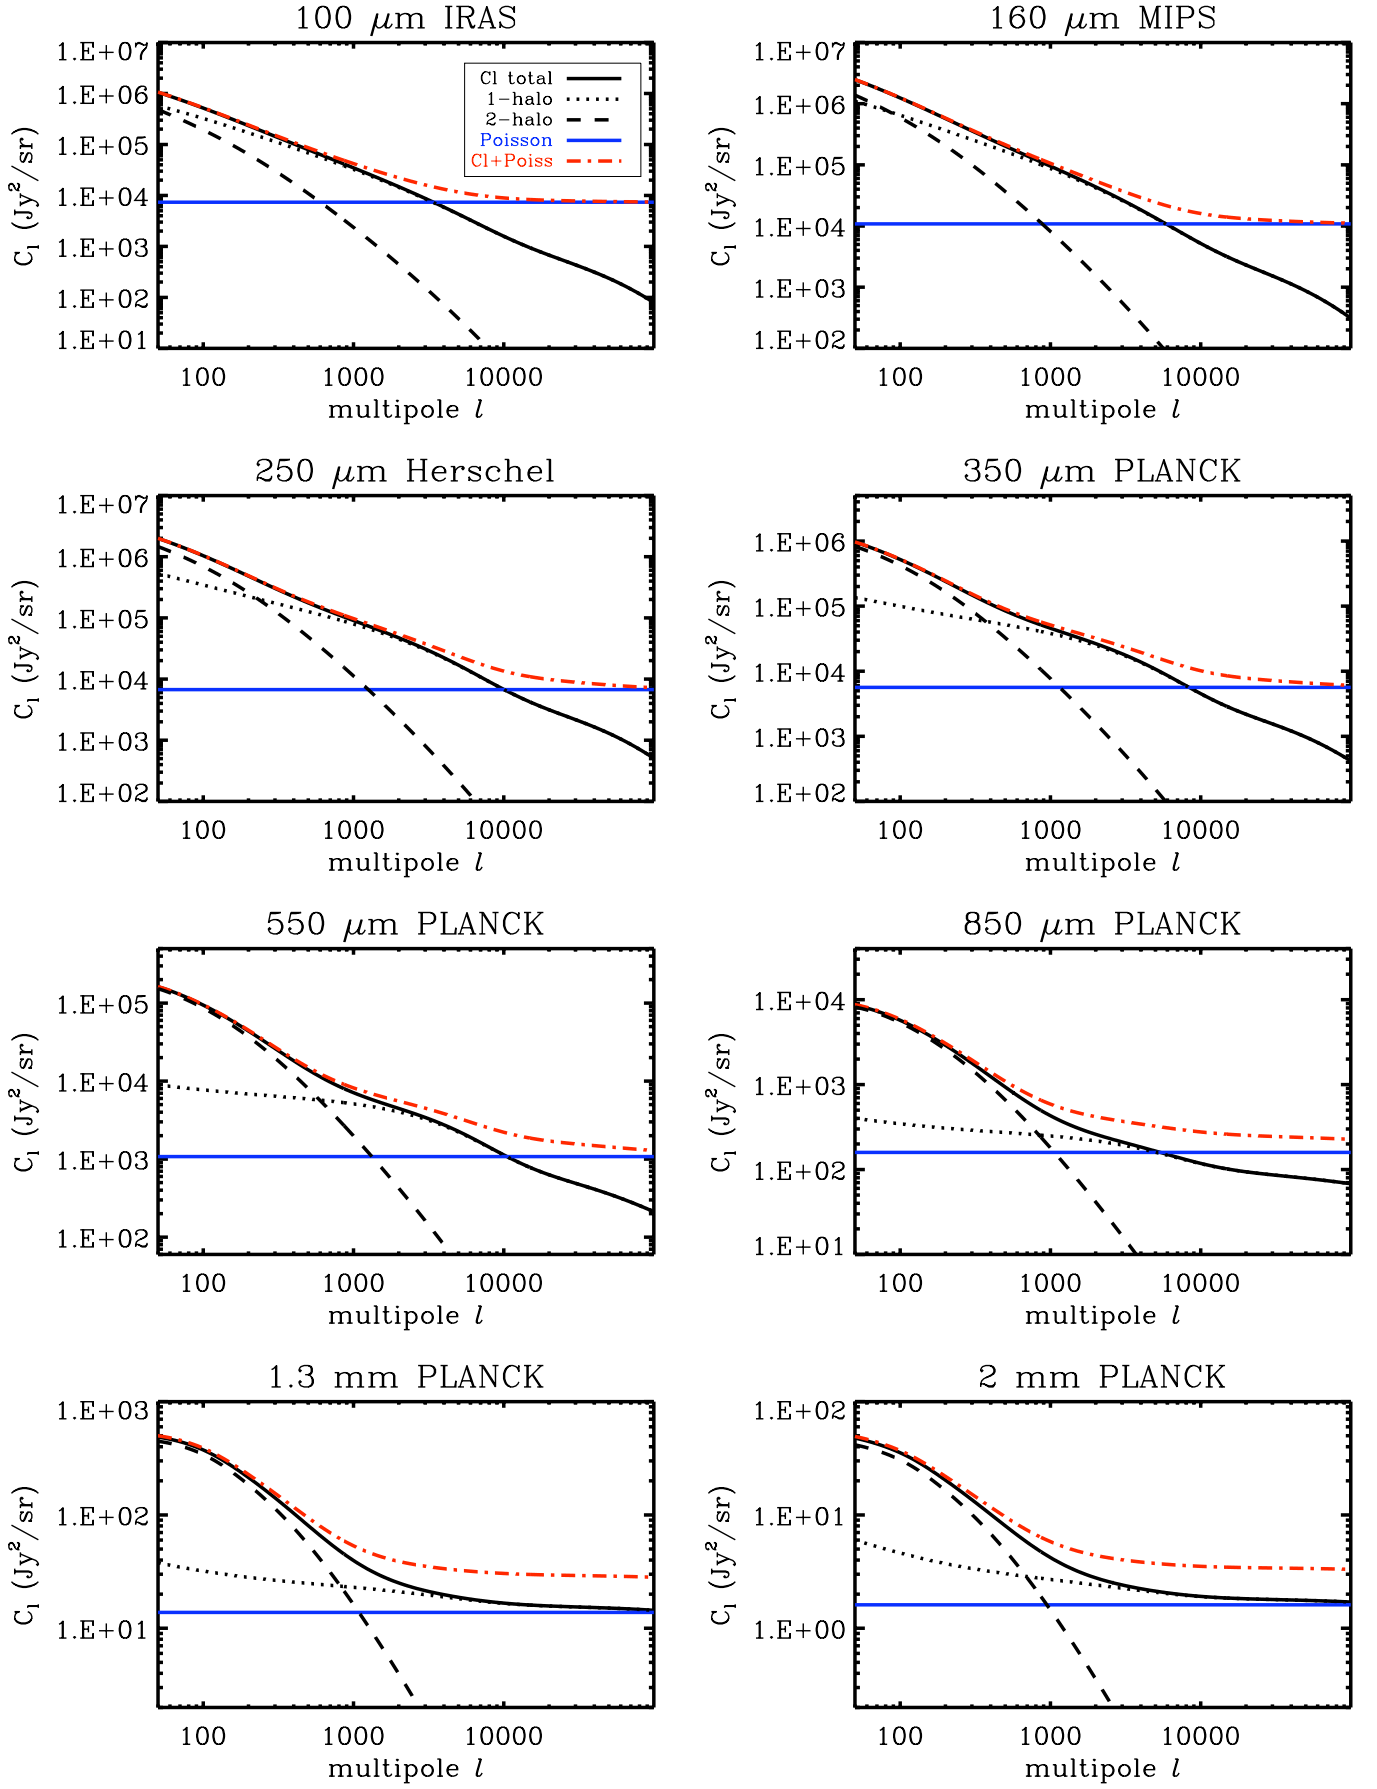 100 μm IRAS
1.E+07
1.E+06
1.E+05
1.E+04
1.E+03
1.E+02
1.E+01
C_l (Jy²/sr)
Cl total
1-halo
2-halo
Poisson
Cl+Poiss
100 1000 10000
multipole l
160 μm MIPS
1.E+07
1.E+06
1.E+05
1.E+04
1.E+03
1.E+02
C_l (Jy²/sr)
100 1000 10000
multipole l
250 μm Herschel
1.E+07
1.E+06
1.E+05
1.E+04
1.E+03
1.E+02
C_l (Jy²/sr)
100 1000 10000
multipole l
350 μm PLANCK
1.E+06
1.E+05
1.E+04
1.E+03
1.E+02
C_l (Jy²/sr)
100 1000 10000
multipole l
550 μm PLANCK
1.E+05
1.E+04
1.E+03
1.E+02
C_l (Jy²/sr)
100 1000 10000
multipole l
850 μm PLANCK
1.E+04
1.E+03
1.E+02
1.E+01
C_l (Jy²/sr)
100 1000 10000
multipole l
1.3 mm PLANCK
1.E+03
1.E+02
1.E+01
C_l (Jy²/sr)
100 1000 10000
multipole l
2 mm PLANCK
1.E+02
1.E+01
1.E+00
C_l (Jy²/sr)
100 1000 10000
multipole l